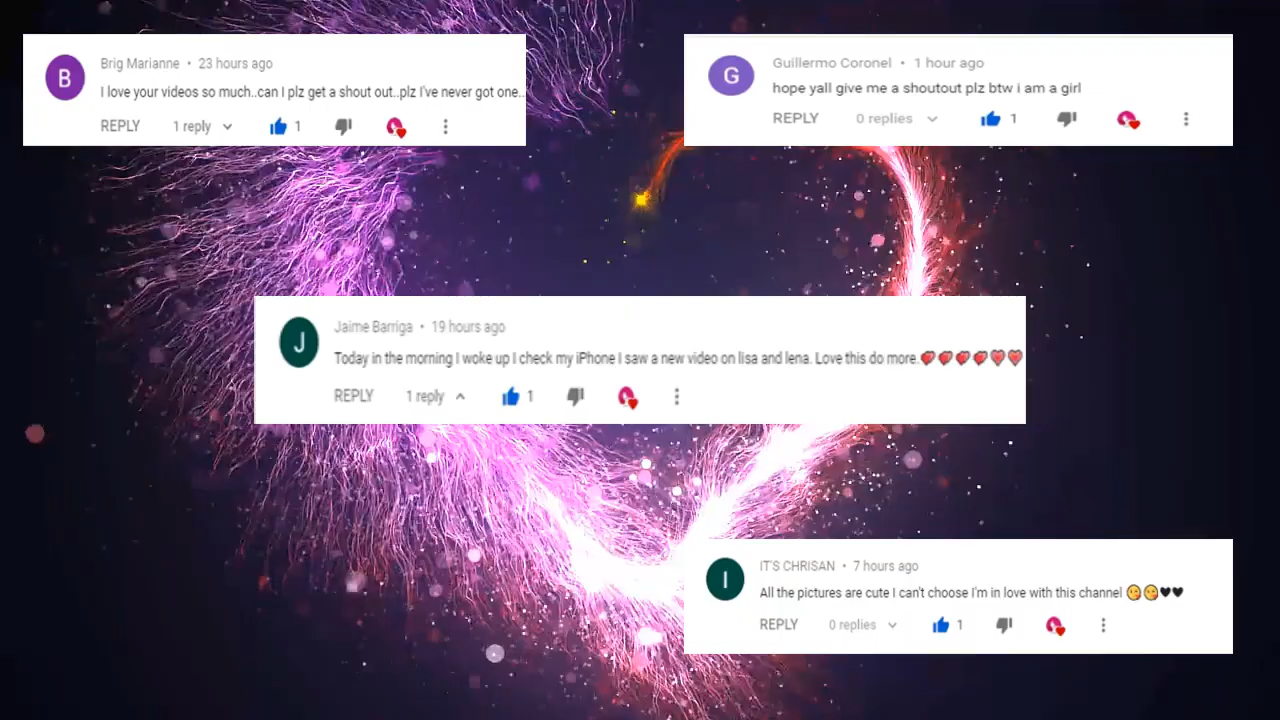 B
Brig Marianne • 23 hours ago
I love your videos so much..can I plz get a shout out..plz I've never got one..
REPLY 1 reply 1
G
Guillermo Coronel • 1 hour ago
hope yall give me a shoutout plz btw i am a girl
REPLY 0 replies 1
J
Jaime Barriga • 19 hours ago
Today in the morning I woke up I check my iPhone I saw a new video on lisa and lena. Love this do more.💕💕💕💕💗💗
REPLY 1 reply 1
I
IT'S CHRISAN • 7 hours ago
All the pictures are cute I can't choose I'm in love with this channel 😋😋🖤🖤
REPLY 0 replies 1